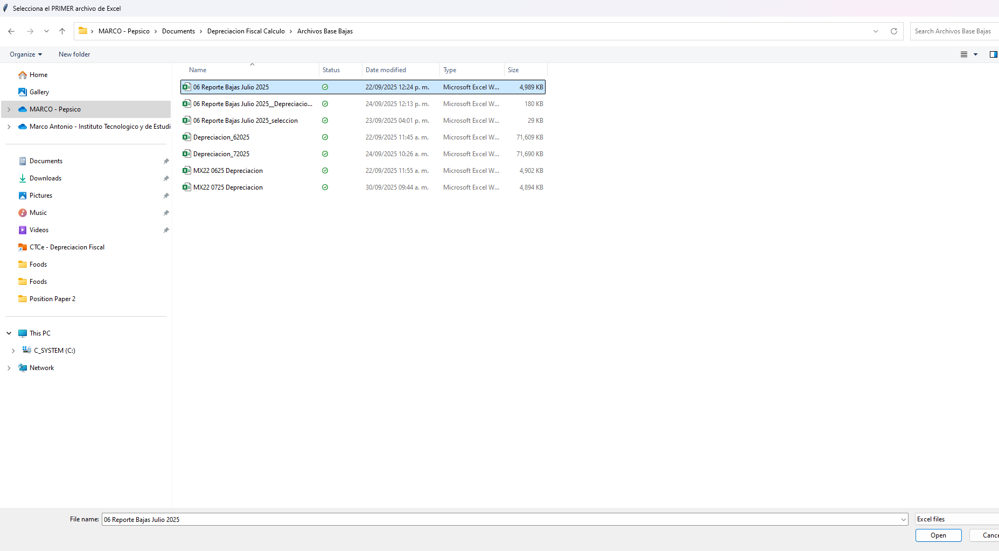 Selecciona el PRIMER archivo de Excel
MARCO - Pepsico > Documents > Depreciacion Fiscal Calculo > Archivos Base Bajas
Search Archivos Base Bajas
Organize
New folder
Name Status Date modified Type Size
06 Reporte Bajas Julio 2025 22/09/2025 12:24 p. m. Microsoft Excel W... 4,989 KB
06 Reporte Bajas Julio 2025__Depreciacio... 24/09/2025 12:13 p. m. Microsoft Excel W... 180 KB
06 Reporte Bajas Julio 2025_seleccion 23/09/2025 04:01 p. m. Microsoft Excel W... 29 KB
Depreciacion_62025 22/09/2025 11:45 a. m. Microsoft Excel W... 71,609 KB
Depreciacion_72025 24/09/2025 10:26 a. m. Microsoft Excel W... 71,690 KB
MX22 0625 Depreciacion 22/09/2025 11:55 a. m. Microsoft Excel W... 4,902 KB
MX22 0725 Depreciacion 30/09/2025 09:44 a. m. Microsoft Excel W... 4,894 KB
Home
Gallery
MARCO - Pepsico
Marco Antonio - Instituto Tecnologico y de Estudi
Documents
Downloads
Pictures
Music
Videos
CTCe - Depreciacion Fiscal
Foods
Foods
Position Paper 2
This PC
C_SYSTEM (C:)
Network
File name: 06 Reporte Bajas Julio 2025
Excel files
Open
Cance